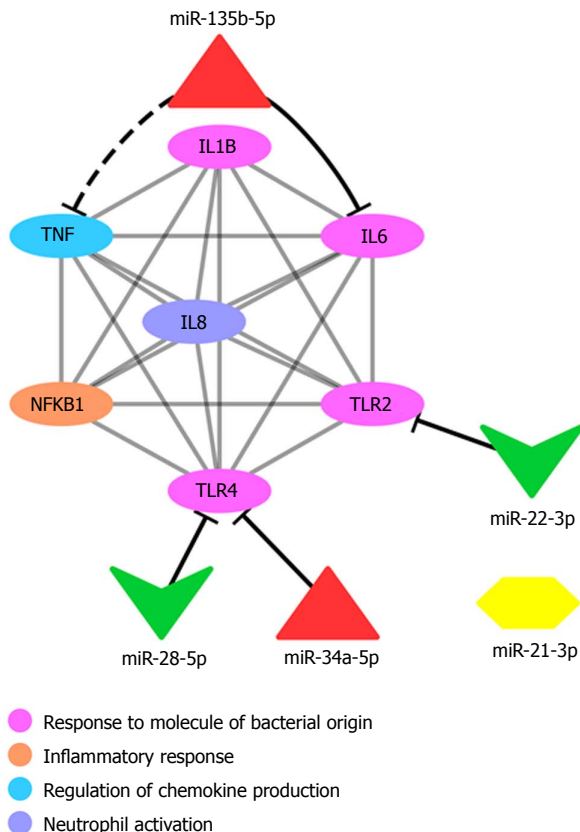 miR-135b-5p
IL1B
TNF
IL6
IL8
NFKB1
TLR2
TLR4
miR-22-3p
miR-28-5p
miR-34a-5p
miR-21-3p
Response to molecule of bacterial origin
Inflammatory response
Regulation of chemokine production
Neutrophil activation